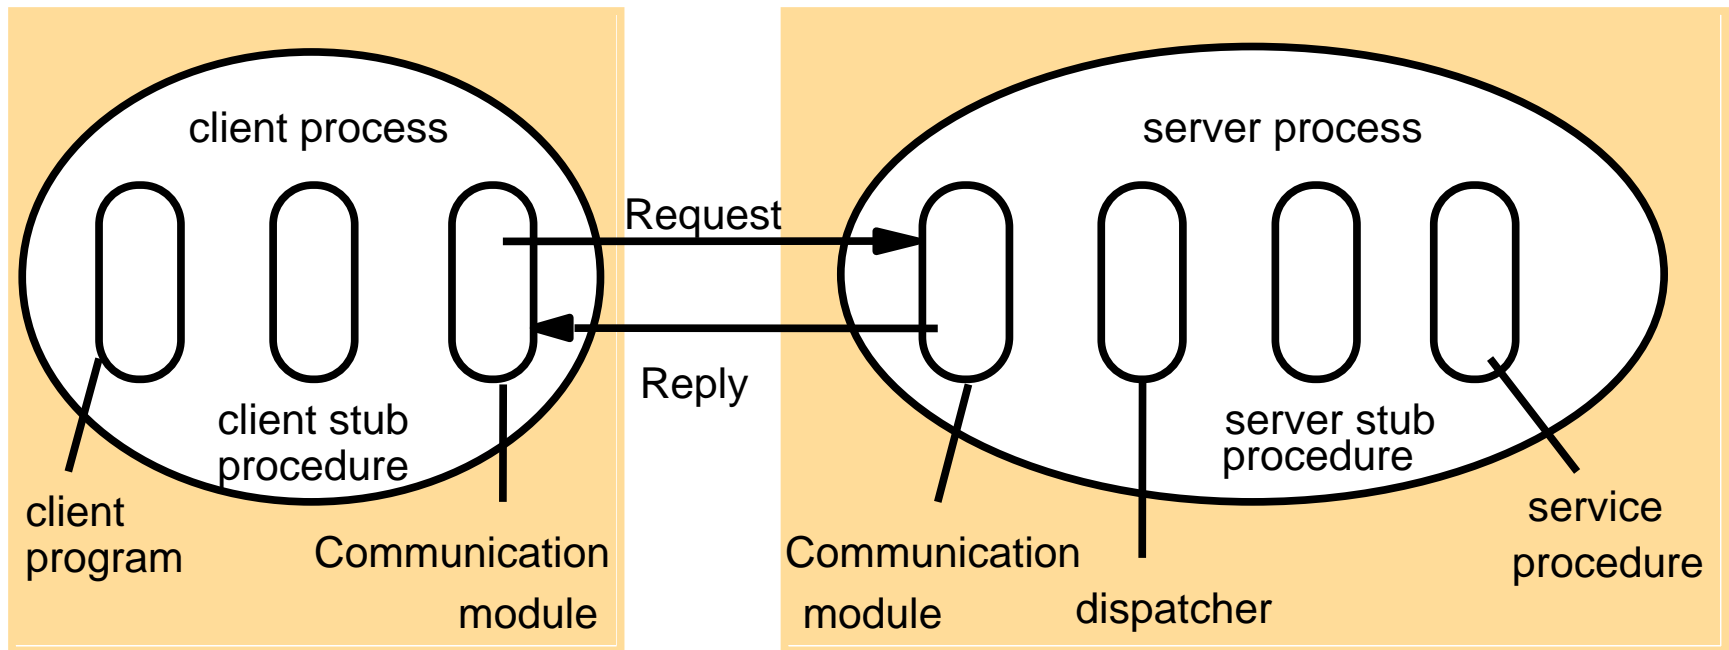 client process
server process
Request
Reply
client stub
procedure
server stub
procedure
client
program
Communication
module
Communication
module
dispatcher
service
procedure